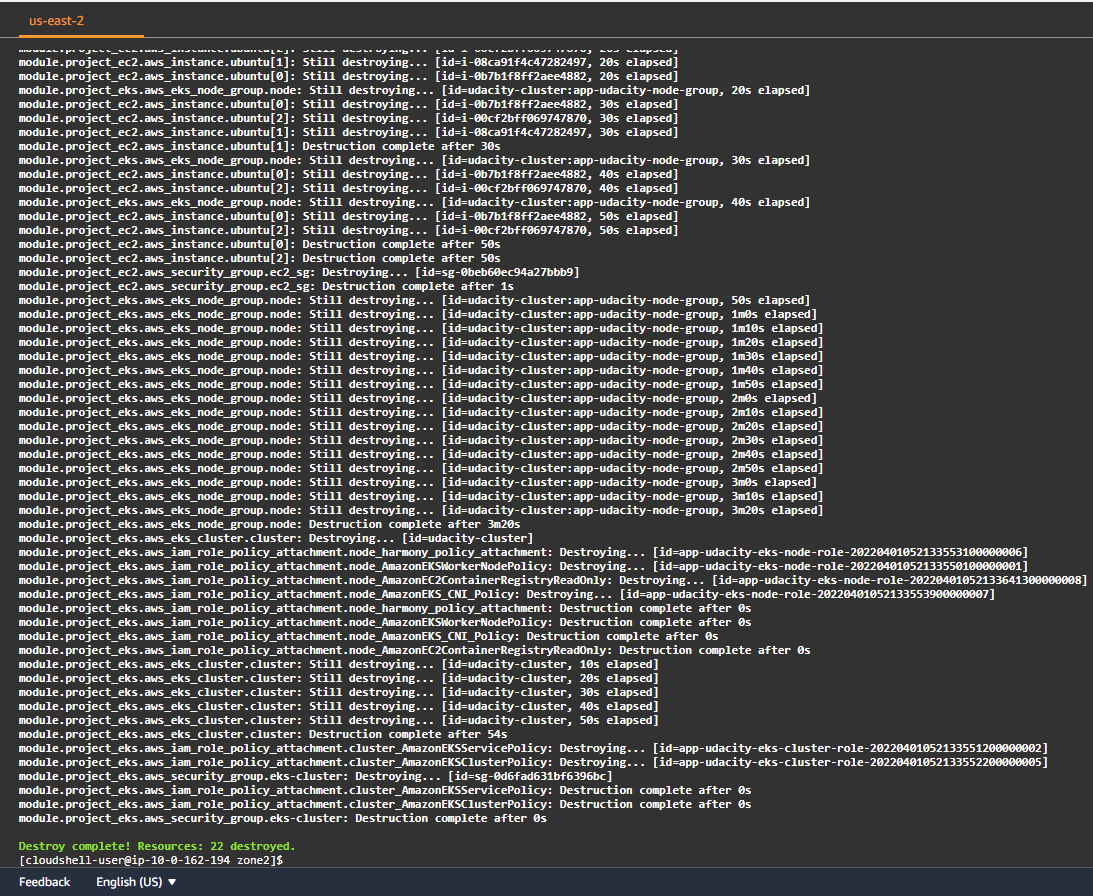 us-east-2
module.project_ec2.aws_instance.ubuntu[2]: Still destroying... [id=i-00cf2bff069747870, 20s elapsed]
module.project_ec2.aws_instance.ubuntu[1]: Still destroying... [id=i-08ca91f4c47282497, 20s elapsed]
module.project_ec2.aws_instance.ubuntu[0]: Still destroying... [id=i-0b7b1f8ff2aee4882, 20s elapsed]
module.project_eks.aws_eks_node_group.node: Still destroying... [id=udacity-cluster:app-udacity-node-group, 20s elapsed]
module.project_ec2.aws_instance.ubuntu[0]: Still destroying... [id=i-0b7b1f8ff2aee4882, 30s elapsed]
module.project_ec2.aws_instance.ubuntu[2]: Still destroying... [id=i-00cf2bff069747870, 30s elapsed]
module.project_ec2.aws_instance.ubuntu[1]: Still destroying... [id=i-08ca91f4c47282497, 30s elapsed]
module.project_ec2.aws_instance.ubuntu[1]: Destruction complete after 30s
module.project_eks.aws_eks_node_group.node: Still destroying... [id=udacity-cluster:app-udacity-node-group, 30s elapsed]
module.project_ec2.aws_instance.ubuntu[0]: Still destroying... [id=i-0b7b1f8ff2aee4882, 40s elapsed]
module.project_ec2.aws_instance.ubuntu[2]: Still destroying... [id=i-00cf2bff069747870, 40s elapsed]
module.project_eks.aws_eks_node_group.node: Still destroying... [id=udacity-cluster:app-udacity-node-group, 40s elapsed]
module.project_ec2.aws_instance.ubuntu[0]: Still destroying... [id=i-0b7b1f8ff2aee4882, 50s elapsed]
module.project_ec2.aws_instance.ubuntu[2]: Still destroying... [id=i-00cf2bff069747870, 50s elapsed]
module.project_ec2.aws_instance.ubuntu[0]: Destruction complete after 50s
module.project_ec2.aws_instance.ubuntu[2]: Destruction complete after 50s
module.project_ec2.aws_security_group.ec2_sg: Destroying... [id=sg-0beb60ec94a27bbb9]
module.project_ec2.aws_security_group.ec2_sg: Destruction complete after 1s
module.project_eks.aws_eks_node_group.node: Still destroying... [id=udacity-cluster:app-udacity-node-group, 50s elapsed]
module.project_eks.aws_eks_node_group.node: Still destroying... [id=udacity-cluster:app-udacity-node-group, 1m0s elapsed]
module.project_eks.aws_eks_node_group.node: Still destroying... [id=udacity-cluster:app-udacity-node-group, 1m10s elapsed]
module.project_eks.aws_eks_node_group.node: Still destroying... [id=udacity-cluster:app-udacity-node-group, 1m20s elapsed]
module.project_eks.aws_eks_node_group.node: Still destroying... [id=udacity-cluster:app-udacity-node-group, 1m30s elapsed]
module.project_eks.aws_eks_node_group.node: Still destroying... [id=udacity-cluster:app-udacity-node-group, 1m40s elapsed]
module.project_eks.aws_eks_node_group.node: Still destroying... [id=udacity-cluster:app-udacity-node-group, 1m50s elapsed]
module.project_eks.aws_eks_node_group.node: Still destroying... [id=udacity-cluster:app-udacity-node-group, 2m0s elapsed]
module.project_eks.aws_eks_node_group.node: Still destroying... [id=udacity-cluster:app-udacity-node-group, 2m10s elapsed]
module.project_eks.aws_eks_node_group.node: Still destroying... [id=udacity-cluster:app-udacity-node-group, 2m20s elapsed]
module.project_eks.aws_eks_node_group.node: Still destroying... [id=udacity-cluster:app-udacity-node-group, 2m30s elapsed]
module.project_eks.aws_eks_node_group.node: Still destroying... [id=udacity-cluster:app-udacity-node-group, 2m40s elapsed]
module.project_eks.aws_eks_node_group.node: Still destroying... [id=udacity-cluster:app-udacity-node-group, 2m50s elapsed]
module.project_eks.aws_eks_node_group.node: Still destroying... [id=udacity-cluster:app-udacity-node-group, 3m0s elapsed]
module.project_eks.aws_eks_node_group.node: Still destroying... [id=udacity-cluster:app-udacity-node-group, 3m10s elapsed]
module.project_eks.aws_eks_node_group.node: Still destroying... [id=udacity-cluster:app-udacity-node-group, 3m20s elapsed]
module.project_eks.aws_eks_node_group.node: Destruction complete after 3m20s
module.project_eks.aws_eks_cluster.cluster: Destroying... [id=udacity-cluster]
module.project_eks.aws_iam_role_policy_attachment.node_harmony_policy_attachment: Destroying... [id=app-udacity-eks-node-role-20220401052133553100000006]
module.project_eks.aws_iam_role_policy_attachment.node_AmazonEKSWorkerNodePolicy: Destroying... [id=app-udacity-eks-node-role-20220401052133550100000001]
module.project_eks.aws_iam_role_policy_attachment.node_AmazonEC2ContainerRegistryReadOnly: Destroying... [id=app-udacity-eks-node-role-20220401052133641300000008]
module.project_eks.aws_iam_role_policy_attachment.node_AmazonEKS_CNI_Policy: Destroying... [id=app-udacity-eks-node-role-20220401052133553900000007]
module.project_eks.aws_iam_role_policy_attachment.node_harmony_policy_attachment: Destruction complete after 0s
module.project_eks.aws_iam_role_policy_attachment.node_AmazonEKSWorkerNodePolicy: Destruction complete after 0s
module.project_eks.aws_iam_role_policy_attachment.node_AmazonEKS_CNI_Policy: Destruction complete after 0s
module.project_eks.aws_iam_role_policy_attachment.node_AmazonEC2ContainerRegistryReadOnly: Destruction complete after 0s
module.project_eks.aws_eks_cluster.cluster: Still destroying... [id=udacity-cluster, 10s elapsed]
module.project_eks.aws_eks_cluster.cluster: Still destroying... [id=udacity-cluster, 20s elapsed]
module.project_eks.aws_eks_cluster.cluster: Still destroying... [id=udacity-cluster, 30s elapsed]
module.project_eks.aws_eks_cluster.cluster: Still destroying... [id=udacity-cluster, 40s elapsed]
module.project_eks.aws_eks_cluster.cluster: Still destroying... [id=udacity-cluster, 50s elapsed]
module.project_eks.aws_eks_cluster.cluster: Destruction complete after 54s
module.project_eks.aws_iam_role_policy_attachment.cluster_AmazonEKSServicePolicy: Destroying... [id=app-udacity-eks-cluster-role-20220401052133551200000002]
module.project_eks.aws_iam_role_policy_attachment.cluster_AmazonEKSClusterPolicy: Destroying... [id=app-udacity-eks-cluster-role-20220401052133552200000005]
module.project_eks.aws_security_group.eks-cluster: Destroying... [id=sg-0d6fad631bf6396bc]
module.project_eks.aws_iam_role_policy_attachment.cluster_AmazonEKSServicePolicy: Destruction complete after 0s
module.project_eks.aws_iam_role_policy_attachment.cluster_AmazonEKSClusterPolicy: Destruction complete after 0s
module.project_eks.aws_security_group.eks-cluster: Destruction complete after 0s
Destroy complete! Resources: 22 destroyed.
[cloudshell-user@ip-10-0-162-194 zone2]$
Feedback English (US) ▼